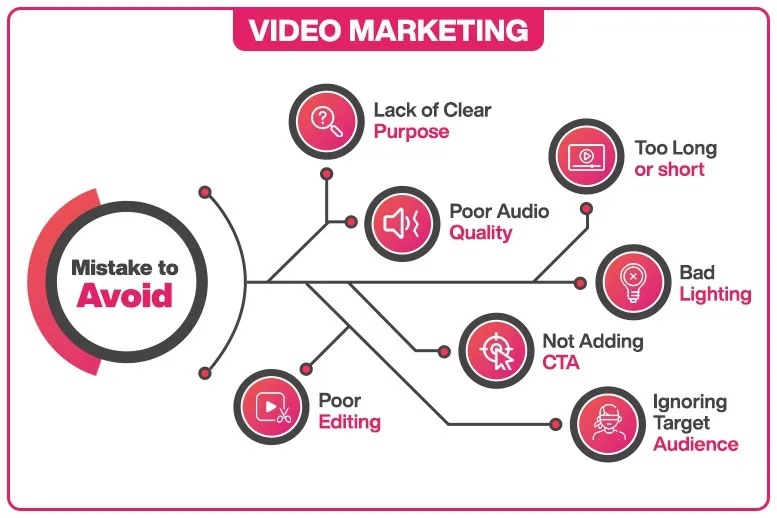 VIDEO MARKETING
Mistake to
Avoid
Lack of Clear
Purpose
Too Long
or short
Poor Audio
Quality
Bad
Lighting
Not Adding
CTA
Poor
Editing
Ignoring
Target
Audience